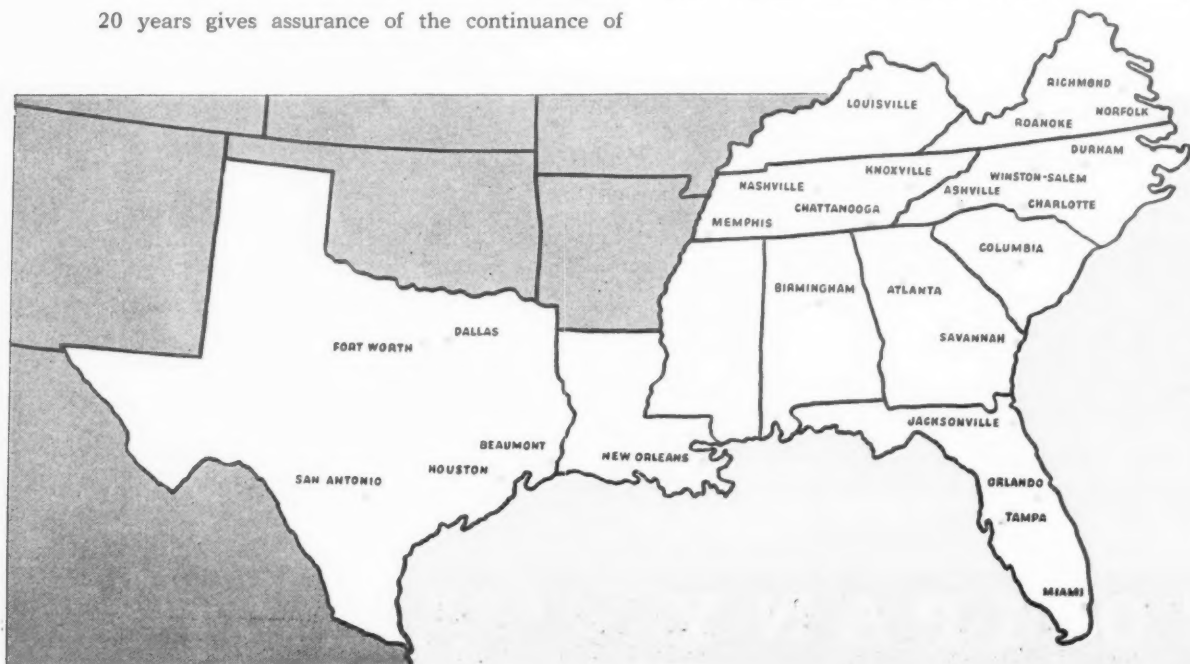 20 years gives assurance of the continuance of
RICHMOND
LOUISVILLE
NORFOLK
ROANOKE
DURHAM
KNOXVILLE
WINSTON-SALEM
NASHVILLE
ASHVILLE
CHARLOTTE
CHATTANOOGA
MEMPHIS
COLUMBIA
BIRMINGHAM
ATLANTA
DALLAS
SAVANNAH
FORT WORTH
JACKSONVILLE
BEAUMONT
NEW ORLEANS
HOUSTON
SAN ANTONIO
ORLANDO
TAMPA
MIAMI